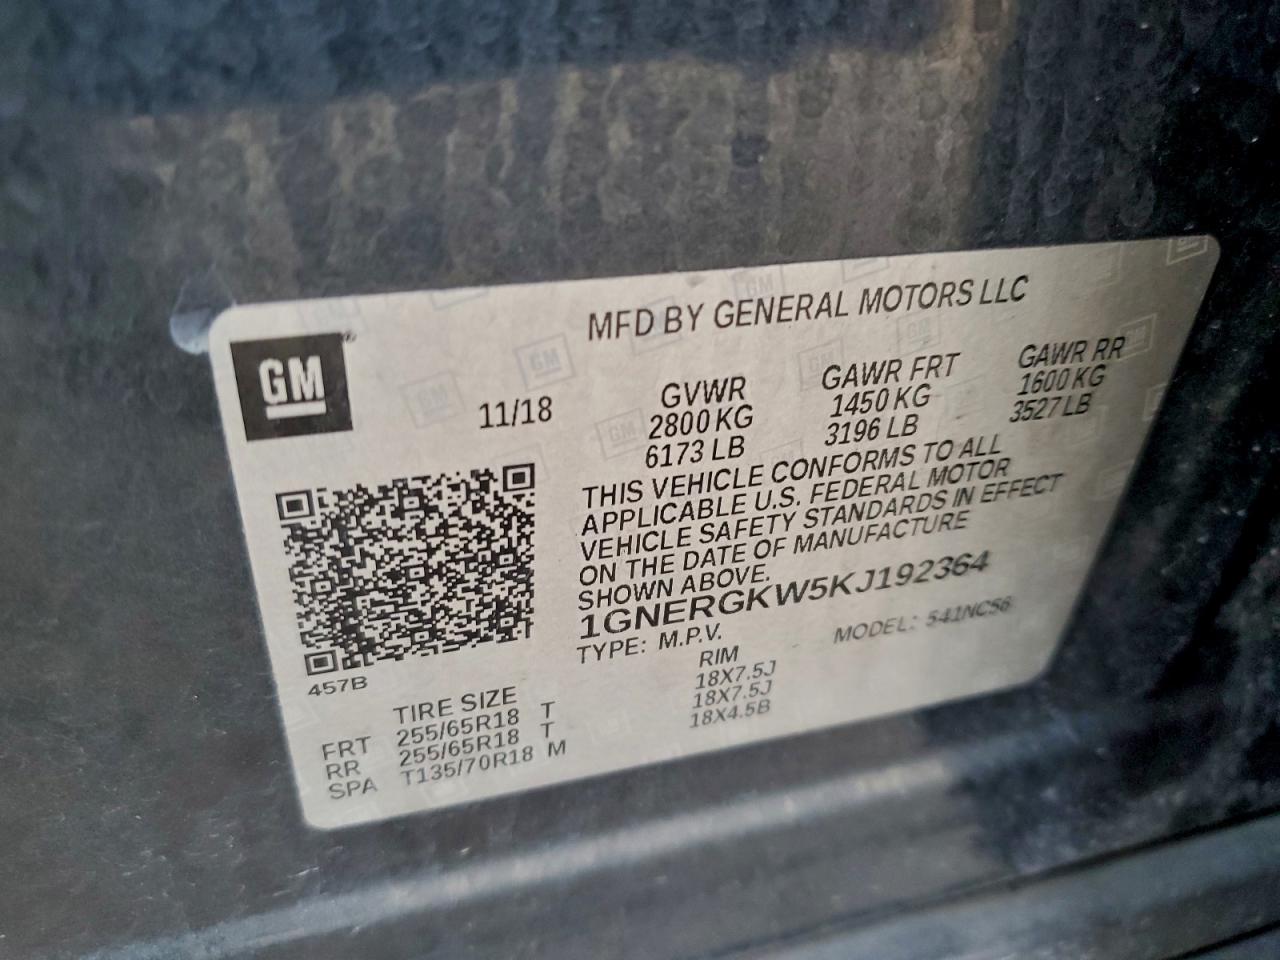 MFD BY GENERAL MOTORS LLC
GM
11/18
GVWR GAWR FRT GAWR RR
2800 KG 1450 KG 1600 KG
6173 LB 3196 LB 3527 LB
THIS VEHICLE CONFORMS TO ALL
APPLICABLE U.S. FEDERAL MOTOR
VEHICLE SAFETY STANDARDS IN EFFECT
ON THE DATE OF MANUFACTURE
SHOWN ABOVE.
1GNERGKW5KJ192364
TYPE: M.P.V. MODEL: 541NC56
457B
TIRE SIZE RIM
FRT 255/65R18 T 18X7.5J
RR 255/65R18 T 18X7.5J
SPA T135/70R18 M 18X4.5B